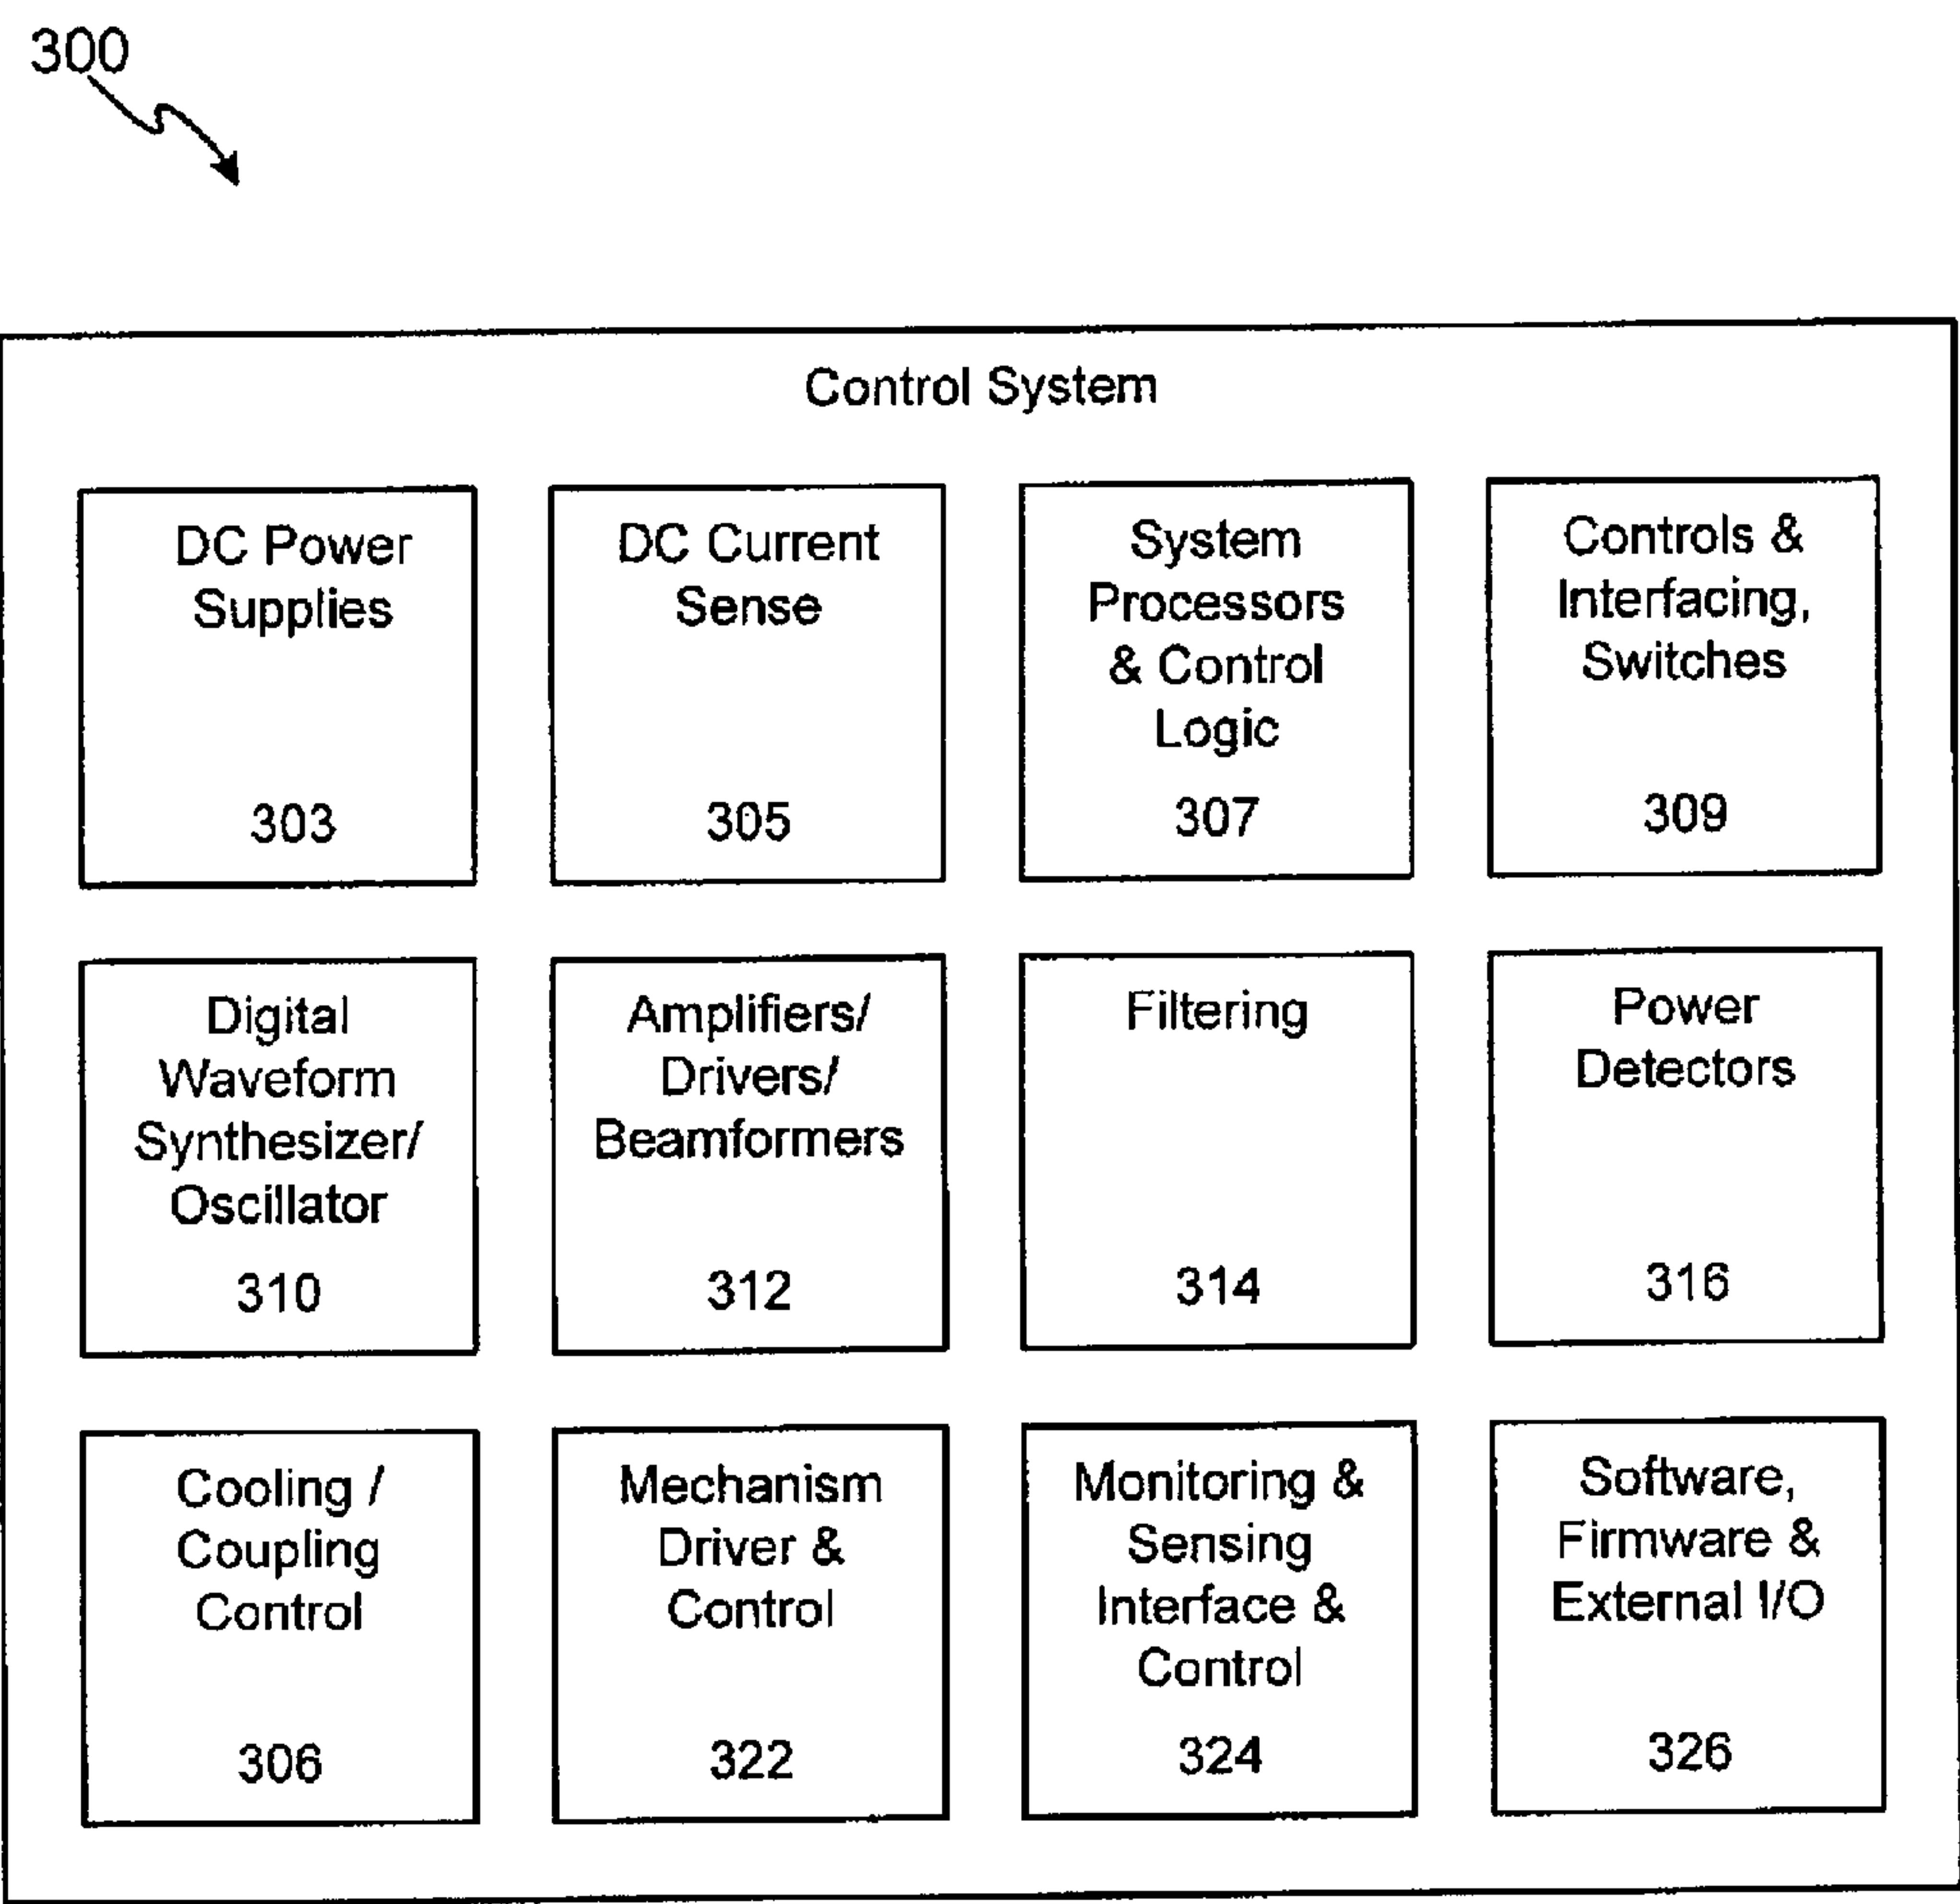 300
Control System
DC Power
Supplies
303
DC Current
Sense
305
System
Processors
& Control
Logic
307
Controls &
Interfacing,
Switches
309
Digital
Waveform
Synthesizer/
Oscillator
310
Amplifiers/
Drivers/
Beamformers
312
Filtering
314
Power
Detectors
316
Cooling /
Coupling
Control
306
Mechanism
Driver &
Control
322
Monitoring &
Sensing
Interface &
Control
324
Software,
Firmware &
External I/O
326